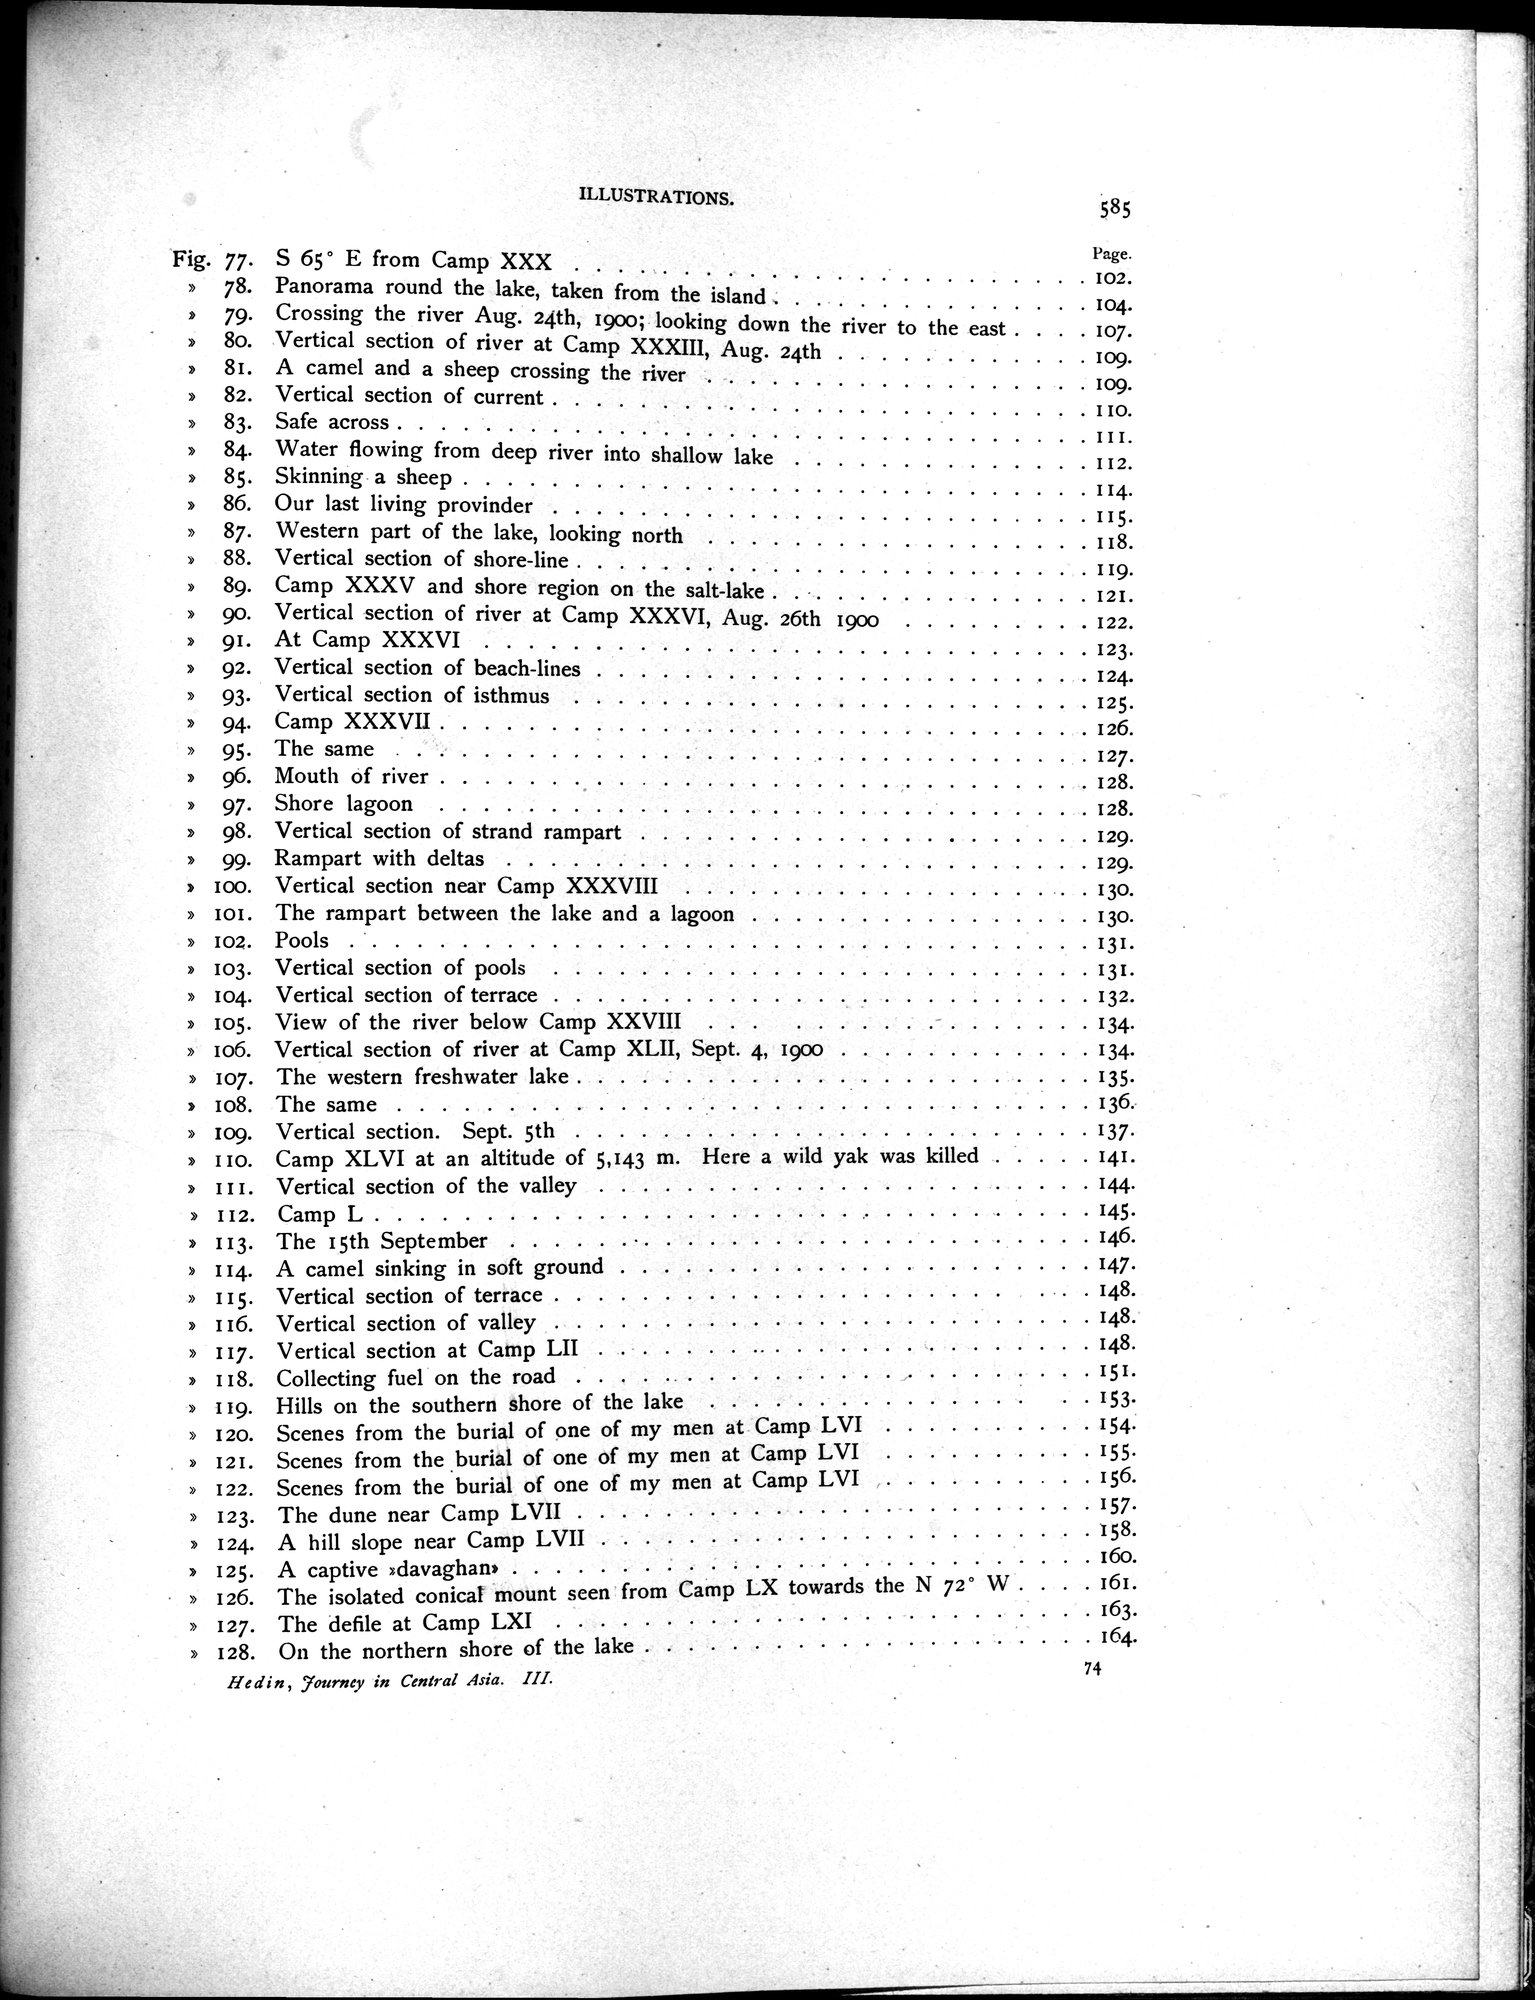 ILLUSTRATIONS. 585
Page.
Fig. 77. S 65° E from Camp XXX . . . . . . . . . . 102.
» 78. Panorama round the lake, taken from the island . . . . . . . . . . 104.
» 79. Crossing the river Aug. 24th, 1900; looking down the river to the east . . . . 107.
» 80. Vertical section of river at Camp XXXIII, Aug. 24th . . . . . . . . . . 109.
» 81. A camel and a sheep crossing the river . . . . . . . . . . 109.
» 82. Vertical section of current . . . . . . . . . . 110.
» 83. Safe across . . . . . . . . . . 111.
» 84. Water flowing from deep river into shallow lake . . . . . . . . . . 112.
» 85. Skinning a sheep . . . . . . . . . . 114.
» 86. Our last living provinder . . . . . . . . . . 115.
» 87. Western part of the lake, looking north . . . . . . . . . . 118.
» 88. Vertical section of shore-line . . . . . . . . . . 119.
» 89. Camp XXXV and shore region on the salt-lake . . . . . . . . . . 121.
» 90. Vertical section of river at Camp XXXVI, Aug. 26th 1900 . . . . . . . . . 122.
» 91. At Camp XXXVI . . . . . . . . . . 123.
» 92. Vertical section of beach-lines . . . . . . . . . . 124.
» 93. Vertical section of isthmus . . . . . . . . . . 125.
» 94. Camp XXXVII . . . . . . . . . . 126.
» 95. The same . . . . . . . . . . 127.
» 96. Mouth of river . . . . . . . . . . 128.
» 97. Shore lagoon . . . . . . . . . . 128.
» 98. Vertical section of strand rampart . . . . . . . . . . 129.
» 99. Rampart with deltas . . . . . . . . . . 129.
» 100. Vertical section near Camp XXXVIII . . . . . . . . . . 130.
» 101. The rampart between the lake and a lagoon . . . . . . . . . . 130.
» 102. Pools . . . . . . . . . . 131.
» 103. Vertical section of pools . . . . . . . . . . 131.
» 104. Vertical section of terrace . . . . . . . . . . 132.
» 105. View of the river below Camp XXVIII . . . . . . . . . . 134.
» 106. Vertical section of river at Camp XLII, Sept. 4, 1900 . . . . . . . . . . 134.
» 107. The western freshwater lake . . . . . . . . . . 135.
» 108. The same . . . . . . . . . . 136.
» 109. Vertical section. Sept. 5th . . . . . . . . . . 137.
» 110. Camp XLVI at an altitude of 5,143 m. Here a wild yak was killed . . . . . 141.
» 111. Vertical section of the valley . . . . . . . . . . 144.
» 112. Camp L . . . . . . . . . . 145.
» 113. The 15th September . . . . . . . . . . 146.
» 114. A camel sinking in soft ground . . . . . . . . . . 147.
» 115. Vertical section of terrace . . . . . . . . . . 148.
» 116. Vertical section of valley . . . . . . . . . . 148.
» 117. Vertical section at Camp LII . . . . . . . . . . 148.
» 118. Collecting fuel on the road . . . . . . . . . . 151.
» 119. Hills on the southern shore of the lake . . . . . . . . . . 153.
» 120. Scenes from the burial of one of my men at Camp LVI . . . . . . . . . . 154.
» 121. Scenes from the burial of one of my men at Camp LVI . . . . . . . . . . 155.
» 122. Scenes from the burial of one of my men at Camp LVI . . . . . . . . . . 156.
» 123. The dune near Camp LVII . . . . . . . . . . 157.
» 124. A hill slope near Camp LVII . . . . . . . . . . 158.
» 125. A captive »davaghan» . . . . . . . . . . 160.
» 126. The isolated conical mount seen from Camp LX towards the N 72° W . . . . 161.
» 127. The defile at Camp LXI . . . . . . . . . . 163.
» 128. On the northern shore of the lake . . . . . . . . . . 164.
Hedin, Journey in Central Asia. III. 74